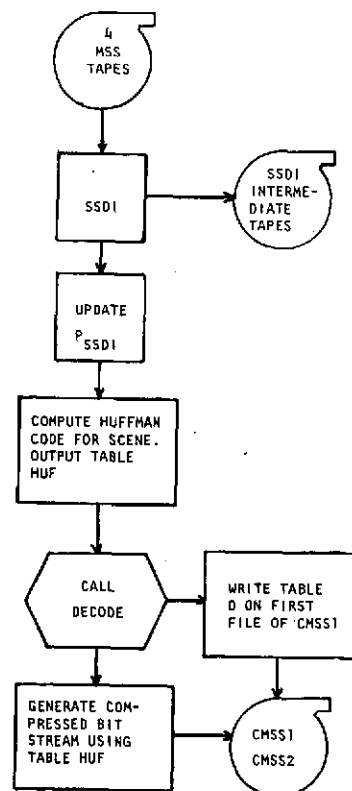 4
MSS
TAPES
SSDI
SSDI
INTERME-
DIATE
TAPES
UPDATE
P SSDI
COMPUTE HUFFMAN
CODE FOR SCENE.
OUTPUT TABLE
HUF
CALL
DECODE
WRITE TABLE
D ON FIRST
FILE OF CMSS1
GENERATE COM-
PRESSED BIT
STREAM USING
TABLE HUF
CMSS1
CMSS2